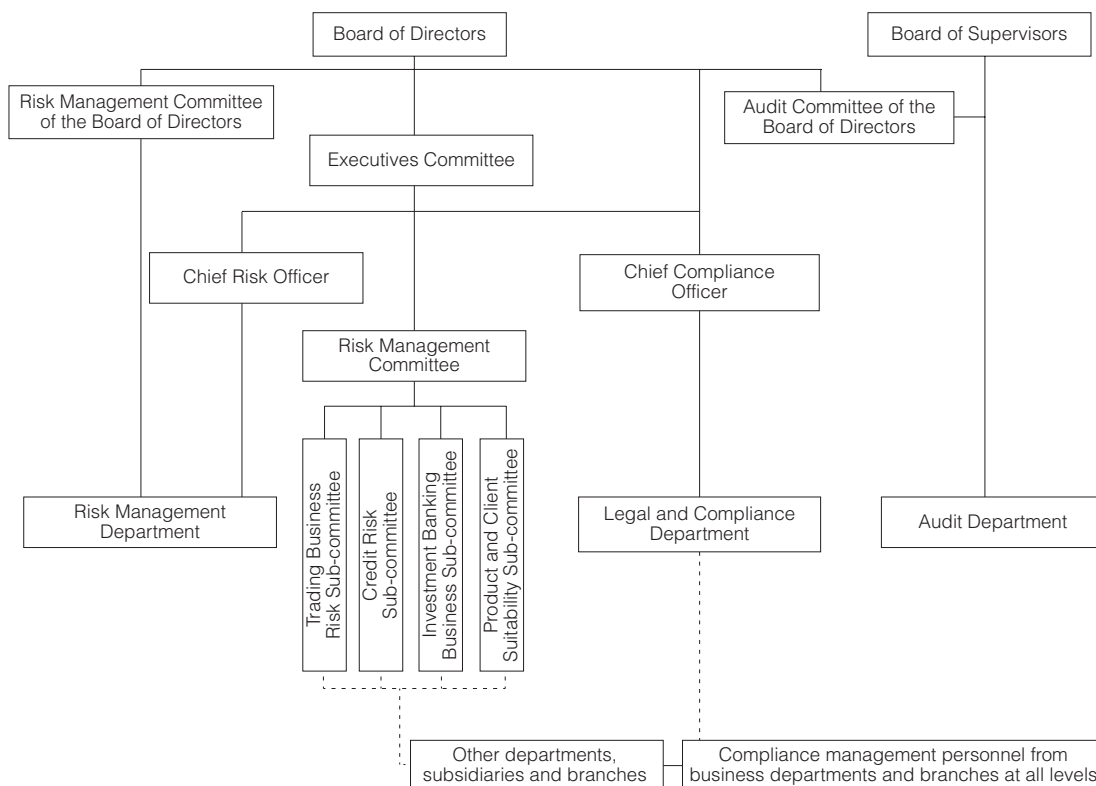 Board of Directors
Board of Supervisors
Risk Management Committee
of the Board of Directors
Audit Committee of the
Board of Directors
Executives Committee
Chief Risk Officer
Chief Compliance
Officer
Risk Management
Committee
Trading Business
Risk Sub-committee
Credit Risk
Sub-committee
Investment Banking
Business Sub-committee
Product and Client
Suitability Sub-committee
Risk Management
Department
Legal and Compliance
Department
Audit Department
Other departments,
subsidiaries and branches
Compliance management personnel from
business departments and branches at all levels